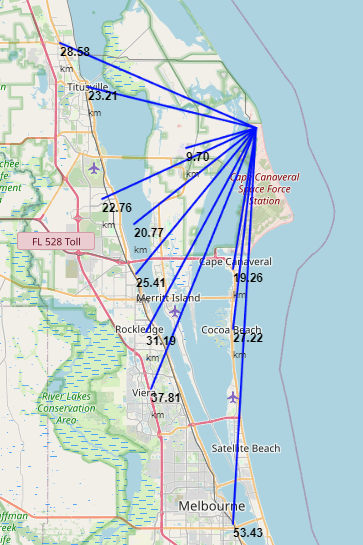 28.58
km
Titusville
23.21
km
9.70
km
Cape Canaveral
Space Force
Station
22.76
km
20.77
km
FL 528 Toll
Cape Canaveral
25.41
km
19.26
km
Merritt Island
Rockledge
Cocoa Beach
31.19
km
27.22
km
Viera
37.81
km
River Lakes
Conservation
Area
Satellite Beach
Melbourne
53.43